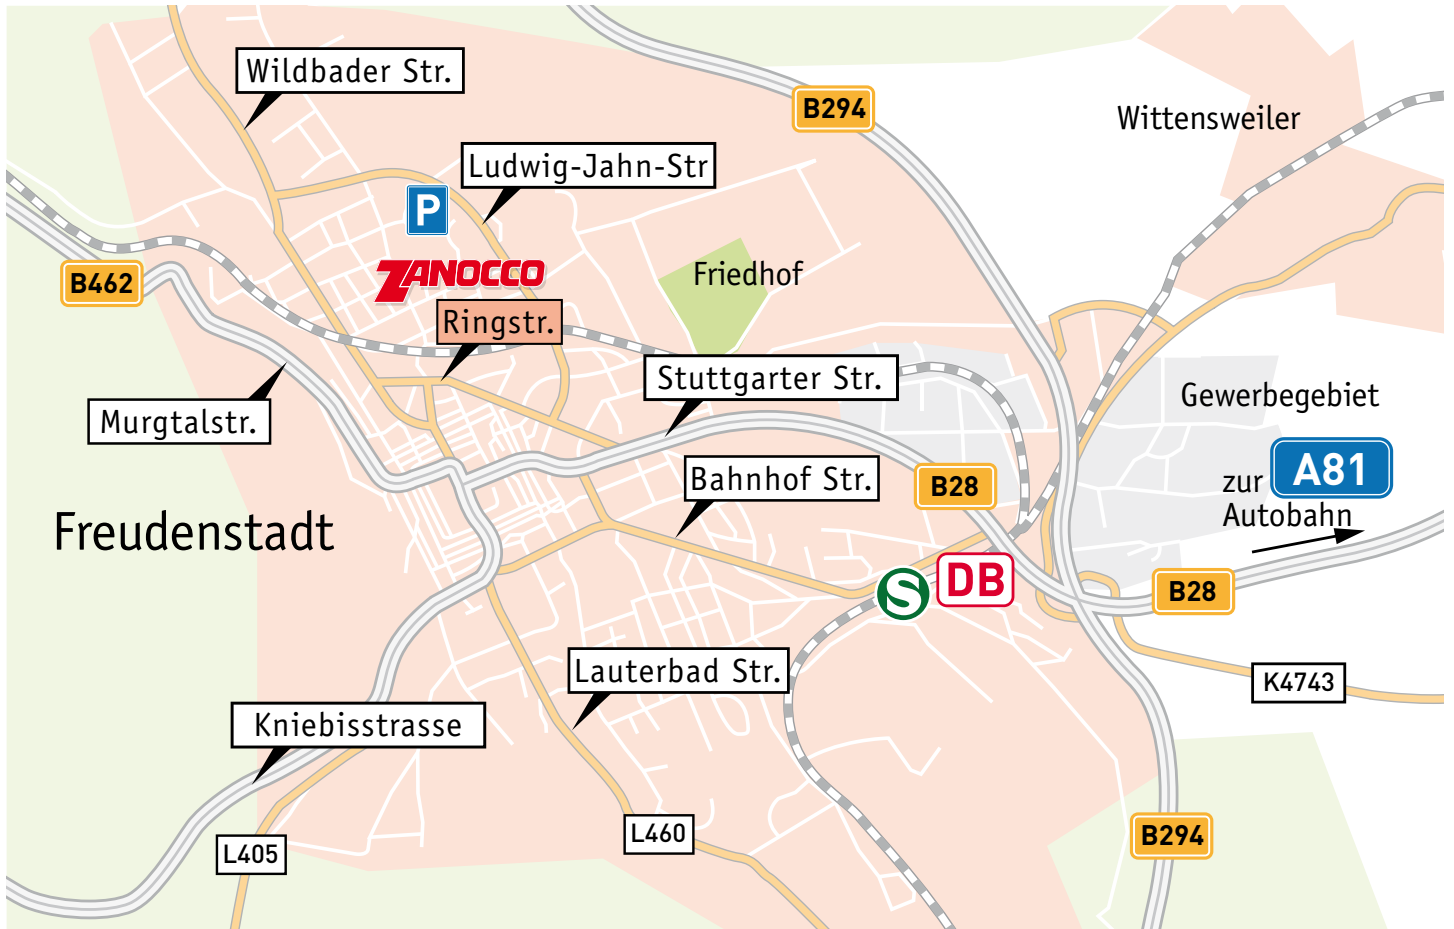 Wildbader Str.
B294
Wittensweiler
Ludwig-Jahn-Str
P
ZANOCCO
Friedhof
B462
Ringstr.
Stuttgarter Str.
Murgtalstr.
Gewerbegebiet
Bahnhof Str.
B28
zur A81
Autobahn
Freudenstadt
S
DB
B28
Lauterbad Str.
K4743
Kniebisstrasse
L460
B294
L405